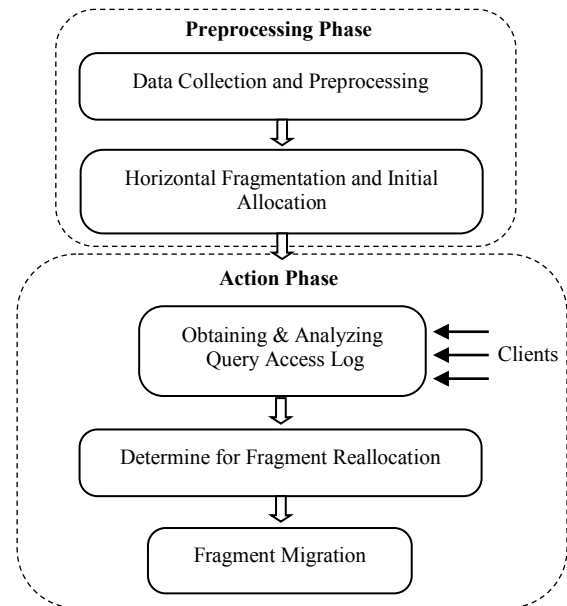 Preprocessing Phase
Data Collection and Preprocessing
Horizontal Fragmentation and Initial
Allocation
Action Phase
Obtaining & Analyzing
Query Access Log
Clients
Determine for Fragment Reallocation
Fragment Migration